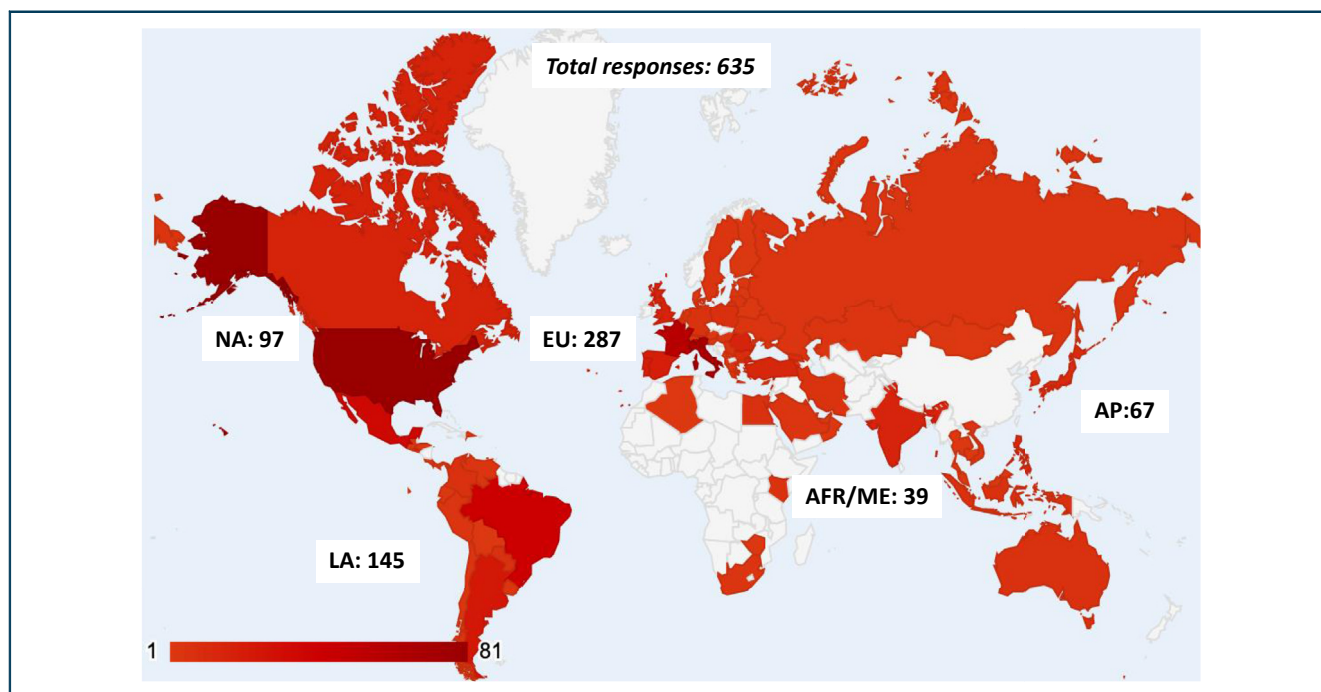 Total responses: 635
NA: 97
EU: 287
AP:67
AFR/ME: 39
LA: 145
1
81